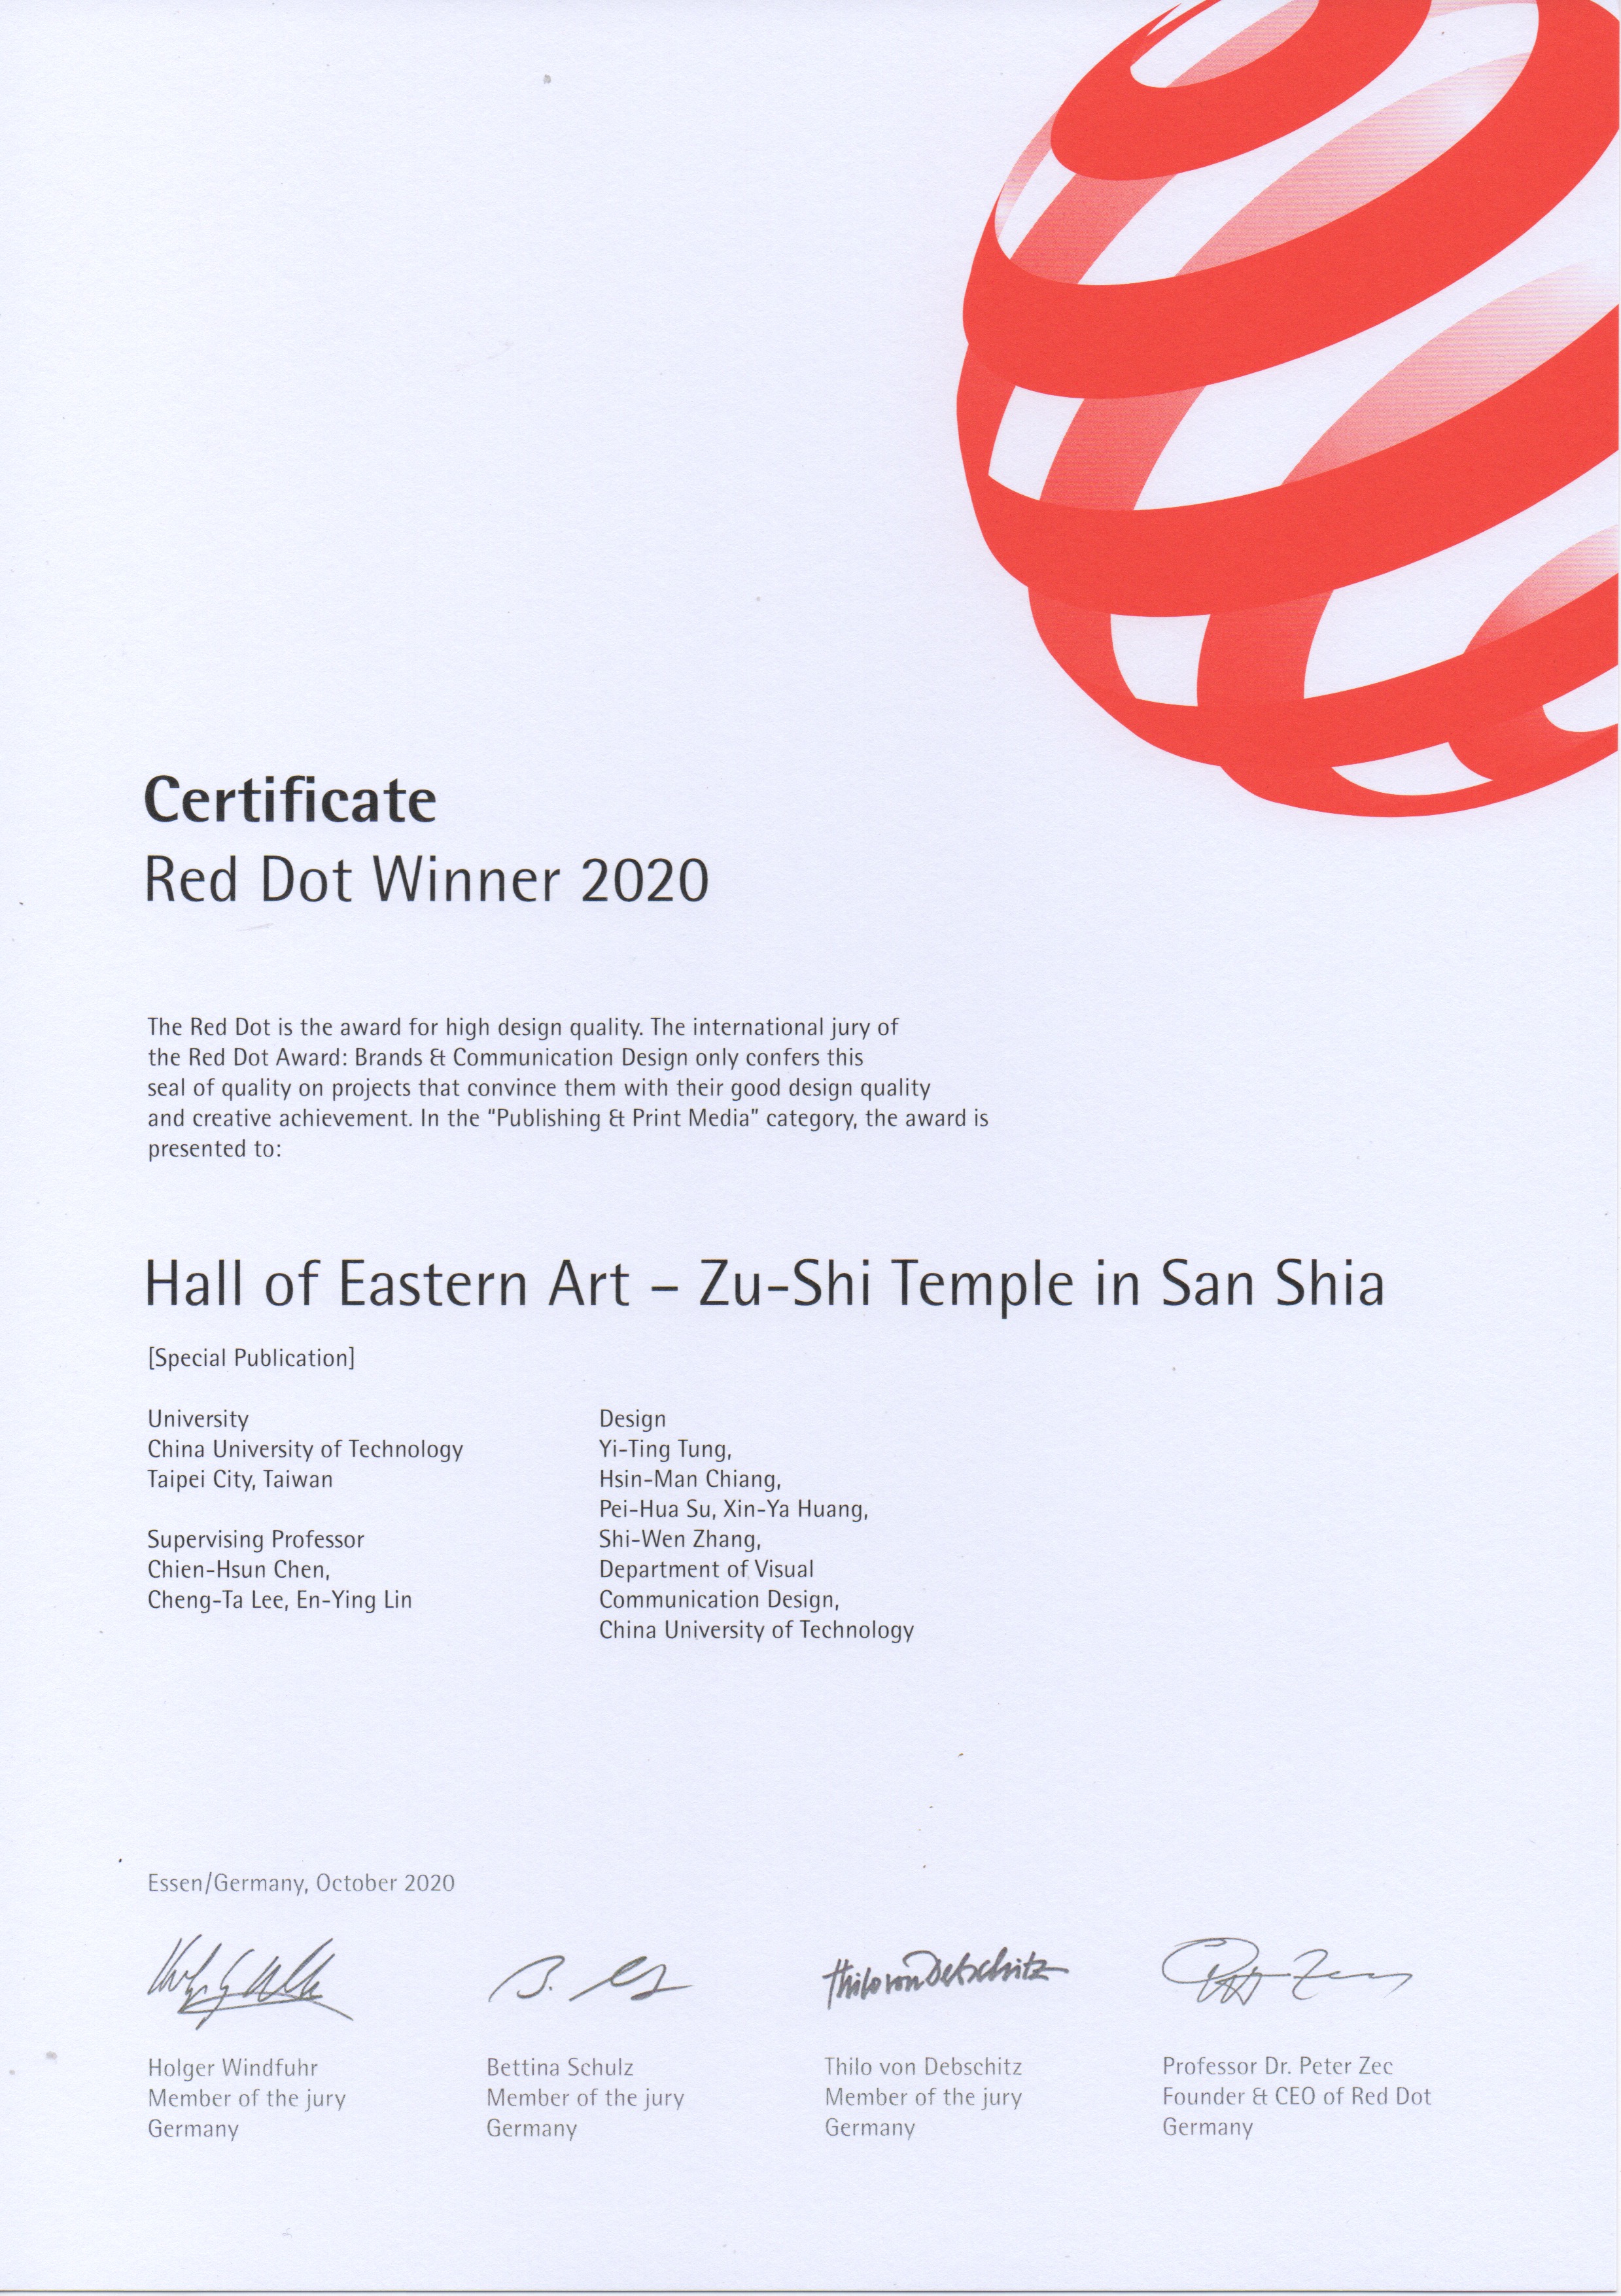 Certificate
Red Dot Winner 2020
The Red Dot is the award for high design quality. The international jury of
the Red Dot Award: Brands & Communication Design only confers this
seal of quality on projects that convince them with their good design quality
and creative achievement. In the “Publishing & Print Media” category, the award is
presented to:
Hall of Eastern Art – Zu-Shi Temple in San Shia
[Special Publication]
University
China University of Technology
Taipei City, Taiwan
Supervising Professor
Chien-Hsun Chen,
Cheng-Ta Lee, En-Ying Lin
Design
Yi-Ting Tung,
Hsin-Man Chiang,
Pei-Hua Su, Xin-Ya Huang,
Shi-Wen Zhang,
Department of Visual
Communication Design,
China University of Technology
Essen/Germany, October 2020
Thilo von Debschitz
Holger Windfuhr
Member of the jury
Germany
Bettina Schulz
Member of the jury
Germany
Thilo von Debschitz
Member of the jury
Germany
Professor Dr. Peter Zec
Founder & CEO of Red Dot
Germany